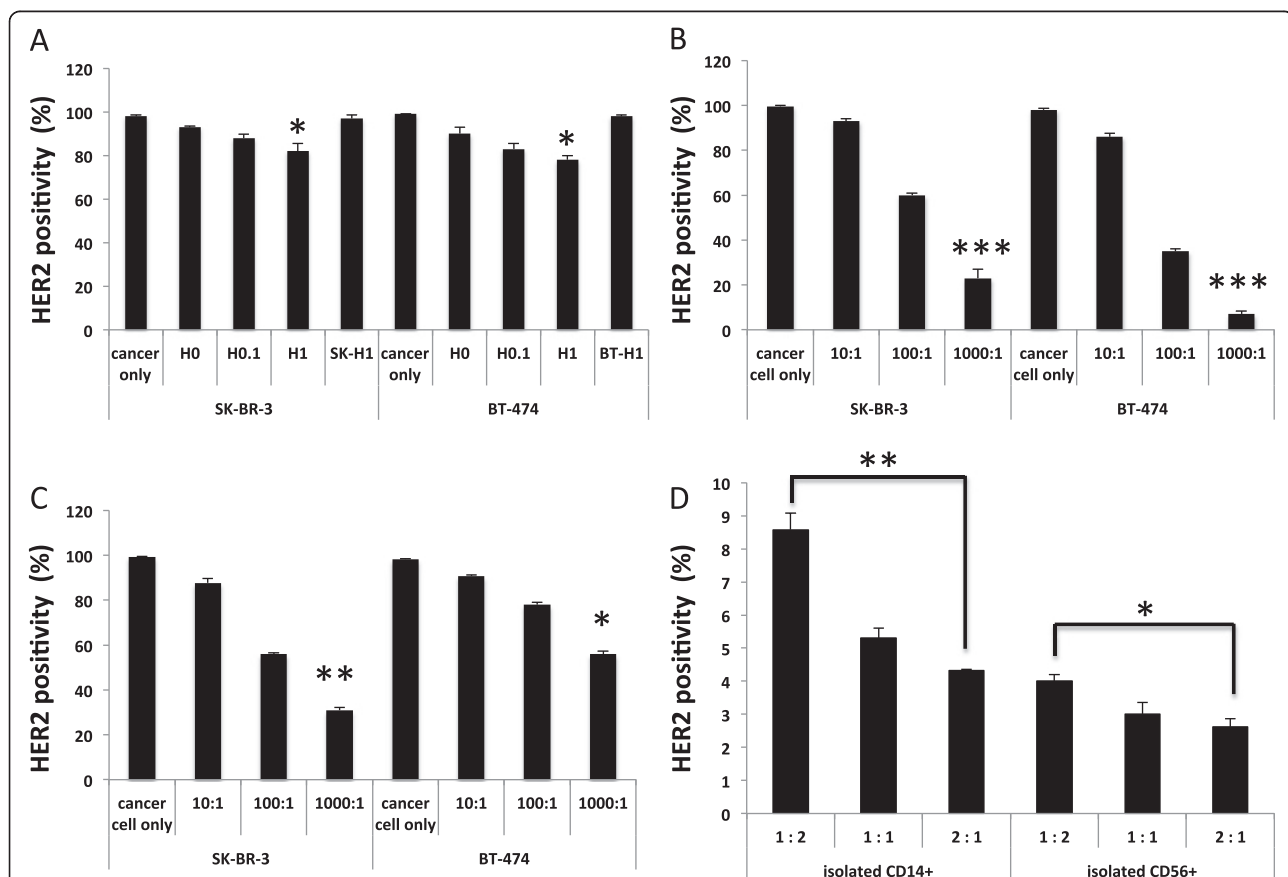 A
HER2 positivity (%)
120
100
80
60
40
20
0
*
*
cancer only H0 H0.1 H1 SK-H1 cancer only H0 H0.1 H1 BT-H1
SK-BR-3 BT-474
B
HER2 positivity (%)
120
100
80
60
40
20
0
***
***
cancer cell only 10:1 100:1 1000:1 cancer cell only 10:1 100:1 1000:1
SK-BR-3 BT-474
C
HER2 positivity (%)
120
100
80
60
40
20
0
**
*
cancer cell only 10:1 100:1 1000:1 cancer cell only 10:1 100:1 1000:1
SK-BR-3 BT-474
D
HER2 positivity (%)
10
9
8
7
6
5
4
3
2
1
0
**
*
1 : 2 1 : 1 2 : 1 1 : 2 1 : 1 2 : 1
isolated CD14+ isolated CD56+